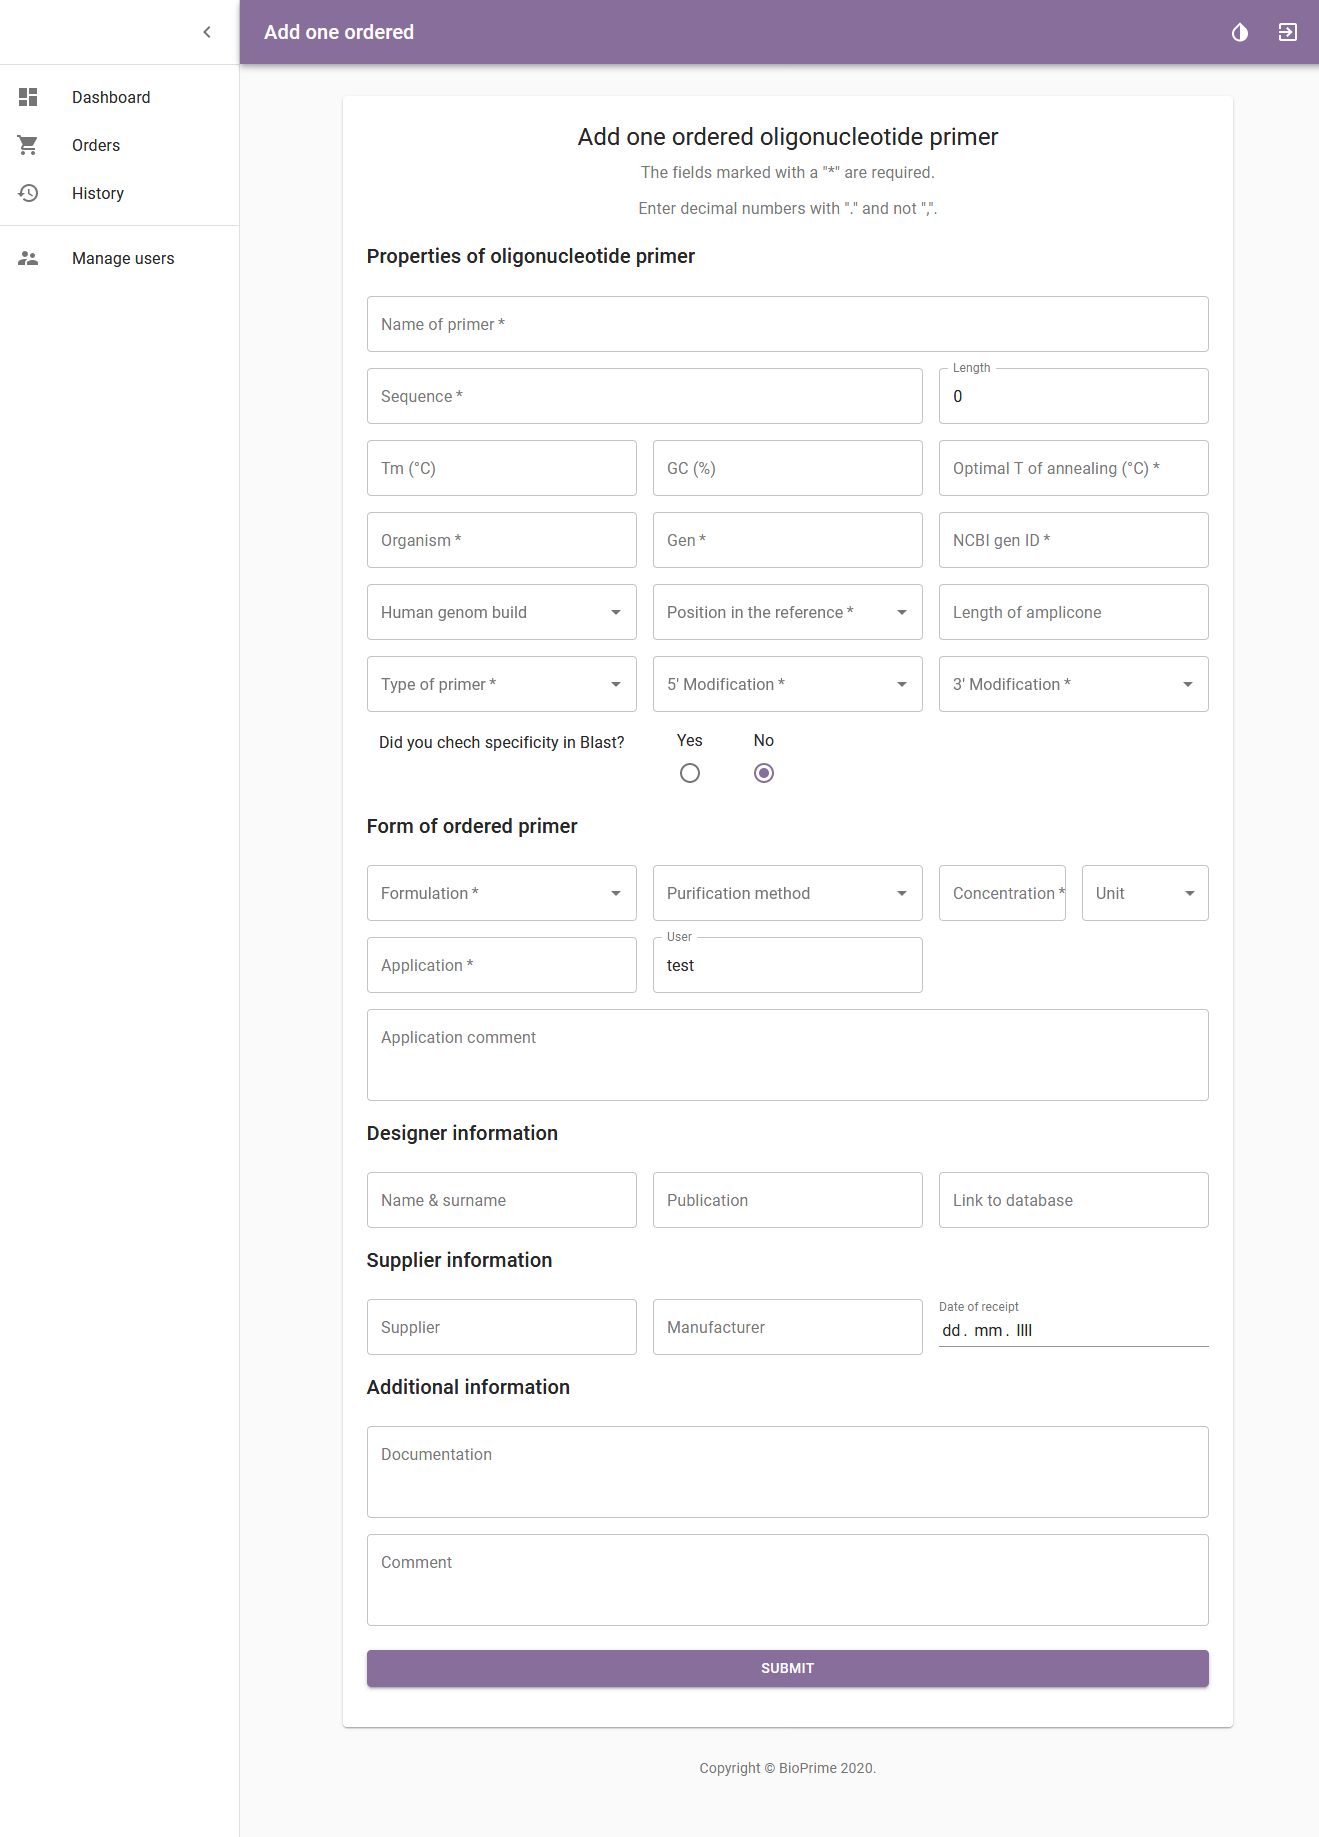 Add one ordered
Dashboard
Orders
History
Manage users
Add one ordered oligonucleotide primer
The fields marked with a "*" are required.
Enter decimal numbers with "." and not ",".
Properties of oligonucleotide primer
Name of primer *
Sequence *
Length
0
Tm (°C)
GC (%)
Optimal T of annealing (°C) *
Organism *
Gen *
NCBI gen ID *
Human genom build
Position in the reference *
Length of amplicone
Type of primer *
5' Modification *
3' Modification *
Did you chech specificity in Blast?
Yes
No
Form of ordered primer
Formulation *
Purification method
Concentration *
Unit
Application *
User
test
Application comment
Designer information
Name & surname
Publication
Link to database
Supplier information
Supplier
Manufacturer
Date of receipt
dd. mm. llll
Additional information
Documentation
Comment
SUBMIT
Copyright © BioPrime 2020.